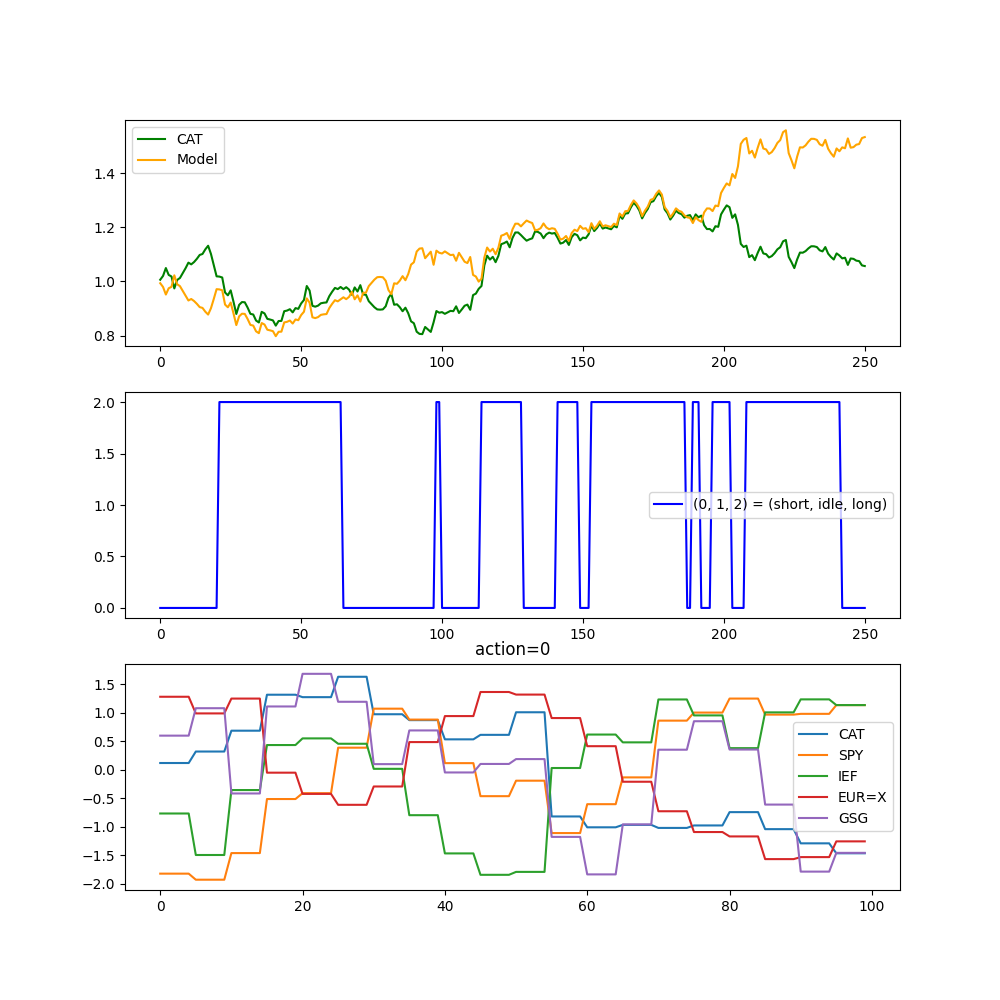 CAT
Model
1.4
1.2
1.0
0.8
0 50 100 150 200 250
2.0
1.5
1.0
0.5
0.0
(0, 1, 2) = (short, idle, long)
0 50 100 150 200 250
action=0
1.5
1.0
0.5
0.0
−0.5
−1.0
−1.5
−2.0
CAT
SPY
IEF
EUR=X
GSG
0 20 40 60 80 100